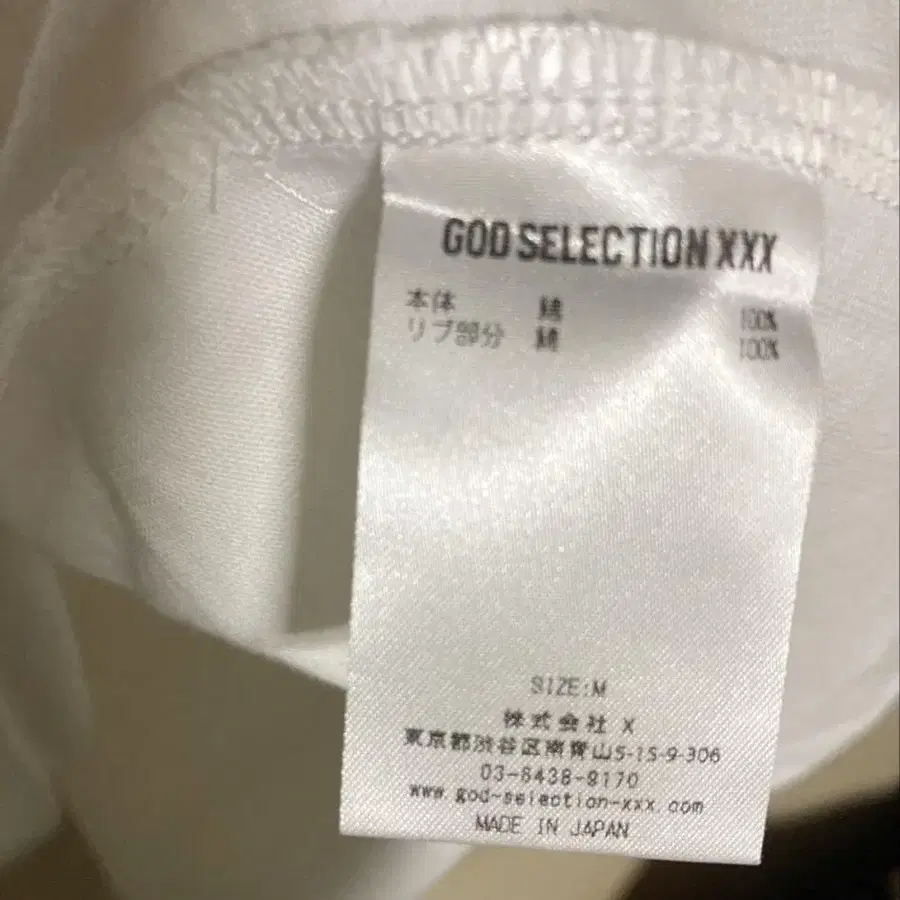 GOD SELECTION XXX
本体 綿 100%
リブ部分 綿 100%
SIZE:M
株式会社 X
東京都渋谷区南青山5-15-9-306
03-6438-9170
www.god-selection-xxx.com
MADE IN JAPAN